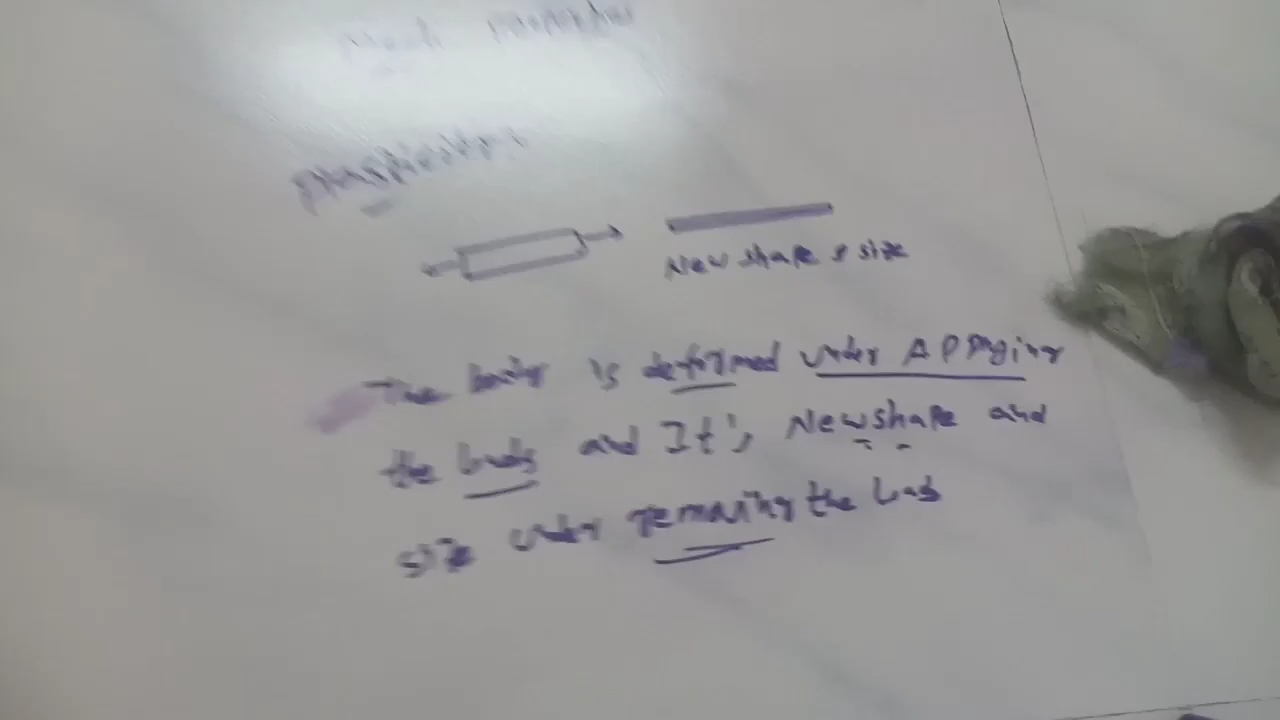 Plasticity:
New shape & size
The body is deformed under Applying
the loads and It's, New shape and
size under removing the load